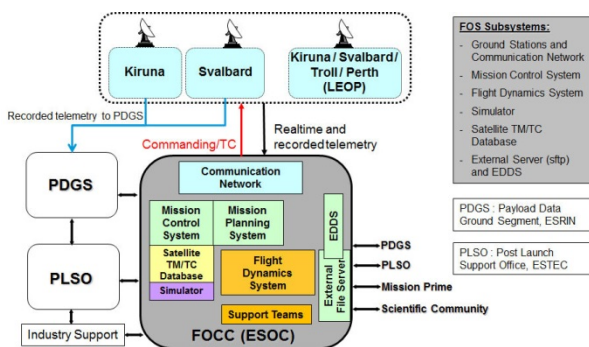 Kiruna
Svalbard
Kiruna / Svalbard/
Troll / Perth
(LEOP)
Recorded telemetry to PDGS
Commanding/TC
Realtime and
recorded telemetry
PDGS
PLSO
Industry Support
Communication
Network
Mission
Control
System
Mission
Planning
System
Satellite
TM/TC
Database
Simulator
Flight
Dynamics
System
Support Teams
EDDS
External
File Server
FOCC (ESOC)
PDGS
PLSO
Mission Prime
Scientific Community
FOS Subsystems:
- Ground Stations and
Communication Network
- Mission Control System
- Flight Dynamics System
- Simulator
- Satellite TM/TC
Database
- External Server (sftp)
and EDDS
PDGS : Payload Data
Ground Segment, ESRIN
PLSO : Post Launch
Support Office, ESTEC